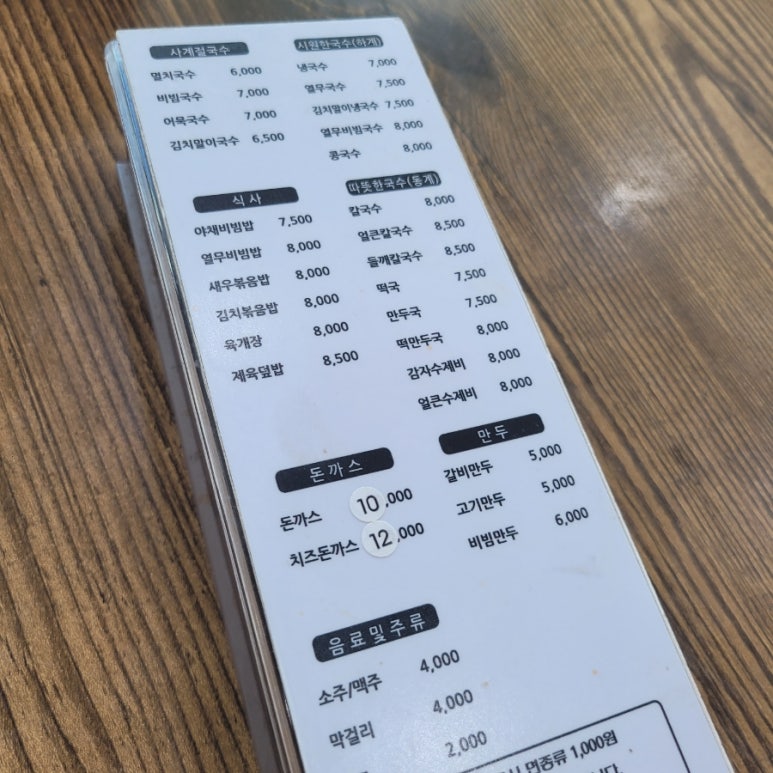 사계절국수
멸치국수 6,000
비빔국수 7,000
어묵국수 7,000
김치말이국수 6,500
시원한국수(하계)
냉국수 7,000
열무국수 7,500
김치말이냉국수 7,500
열무비빔국수 8,000
콩국수 8,000
식사
야채비빔밥 7,500
열무비빔밥 8,000
새우볶음밥 8,000
김치볶음밥 8,000
육개장 8,000
제육덮밥 8,500
따뜻한국수(동계)
칼국수 8,000
얼큰칼국수 8,500
들깨칼국수 8,500
떡국 7,500
만두국 7,500
떡만두국 8,000
감자수제비 8,000
얼큰수제비 8,000
돈까스
돈까스 10,000
치즈돈까스 12,000
만두
갈비만두 5,000
고기만두 5,000
비빔만두 6,000
음료및주류
소주/맥주 4,000
막걸리 4,000
2,000
면종류 1,000원